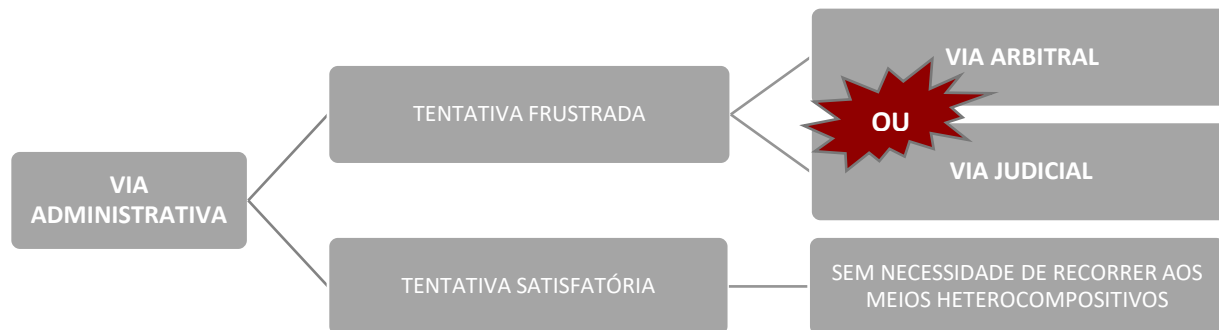 VIA
ADMINISTRATIVA
TENTATIVA FRUSTRADA
VIA ARBITRAL
OU
VIA JUDICIAL
TENTATIVA SATISFATÓRIA
SEM NECESSIDADE DE RECORRER AOS
MEIOS HETEROCOMPOSITIVOS